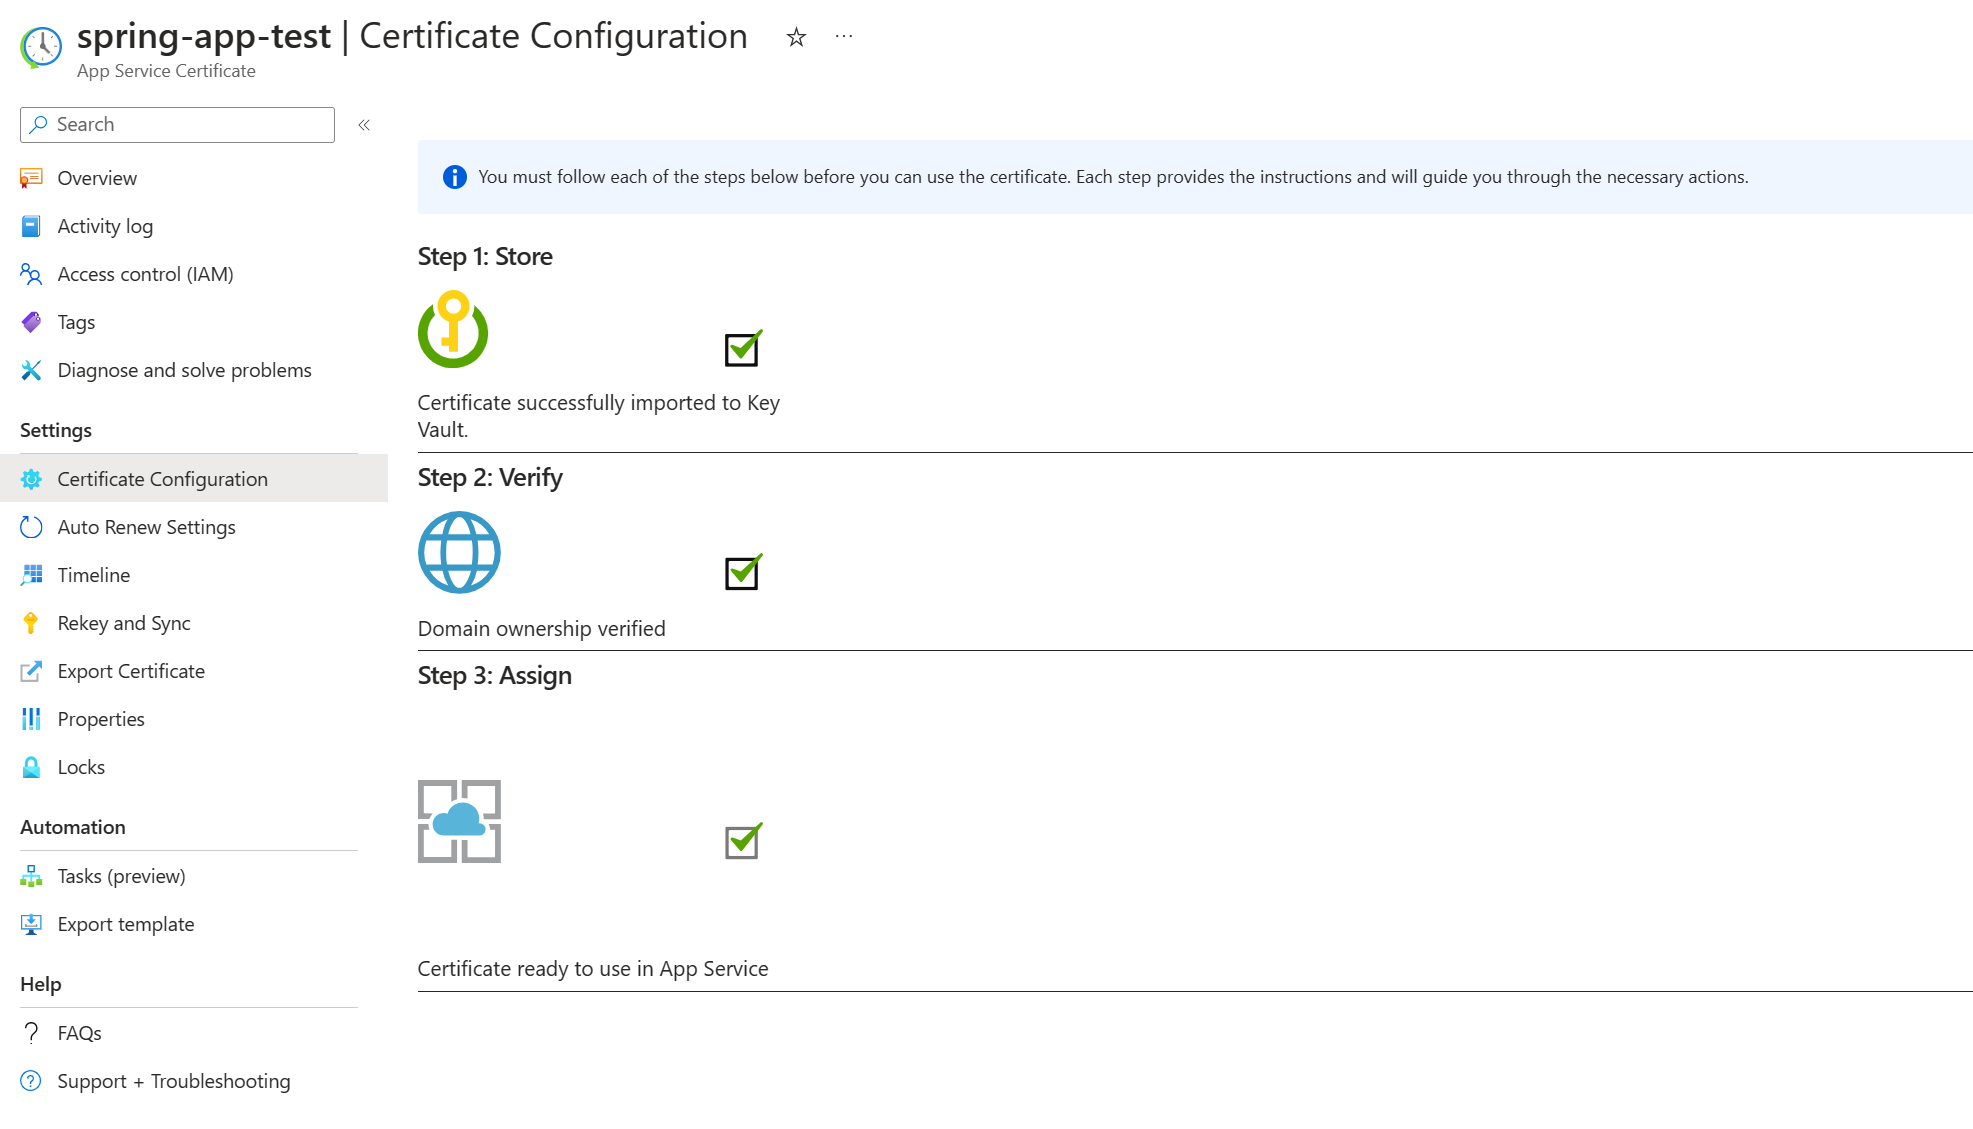 spring-app-test | Certificate Configuration
App Service Certificate
Search
Overview
Activity log
Access control (IAM)
Tags
Diagnose and solve problems
Settings
Certificate Configuration
Auto Renew Settings
Timeline
Rekey and Sync
Export Certificate
Properties
Locks
Automation
Tasks (preview)
Export template
Help
FAQs
Support + Troubleshooting
You must follow each of the steps below before you can use the certificate. Each step provides the instructions and will guide you through the necessary actions.
Step 1: Store
Certificate successfully imported to Key
Vault.
Step 2: Verify
Domain ownership verified
Step 3: Assign
Certificate ready to use in App Service